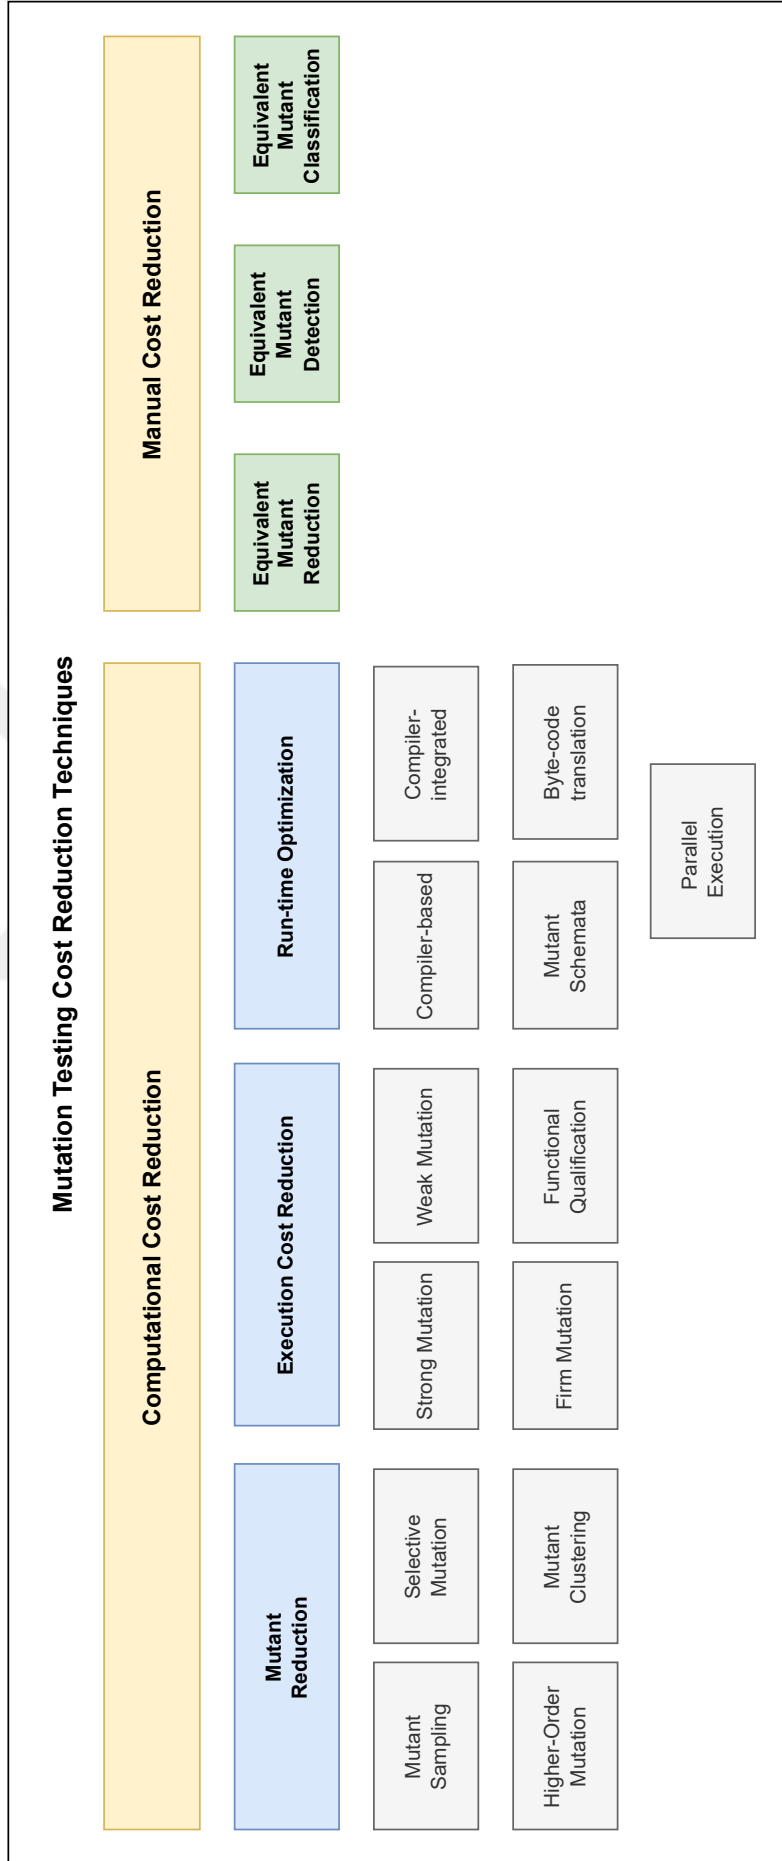 Mutation Testing Cost Reduction Techniques
Computational Cost Reduction
Manual Cost Reduction
Mutant
Reduction
Execution Cost Reduction
Run-time Optimization
Equivalent
Mutant
Reduction
Equivalent
Mutant
Detection
Equivalent
Mutant
Classification
Mutant
Sampling
Selective
Mutation
Strong Mutation
Weak Mutation
Compiler-based
Compiler-
integrated
Higher-Order
Mutation
Mutant
Clustering
Firm Mutation
Functional
Qualification
Mutant
Schemata
Byte-code
translation
Parallel
Execution